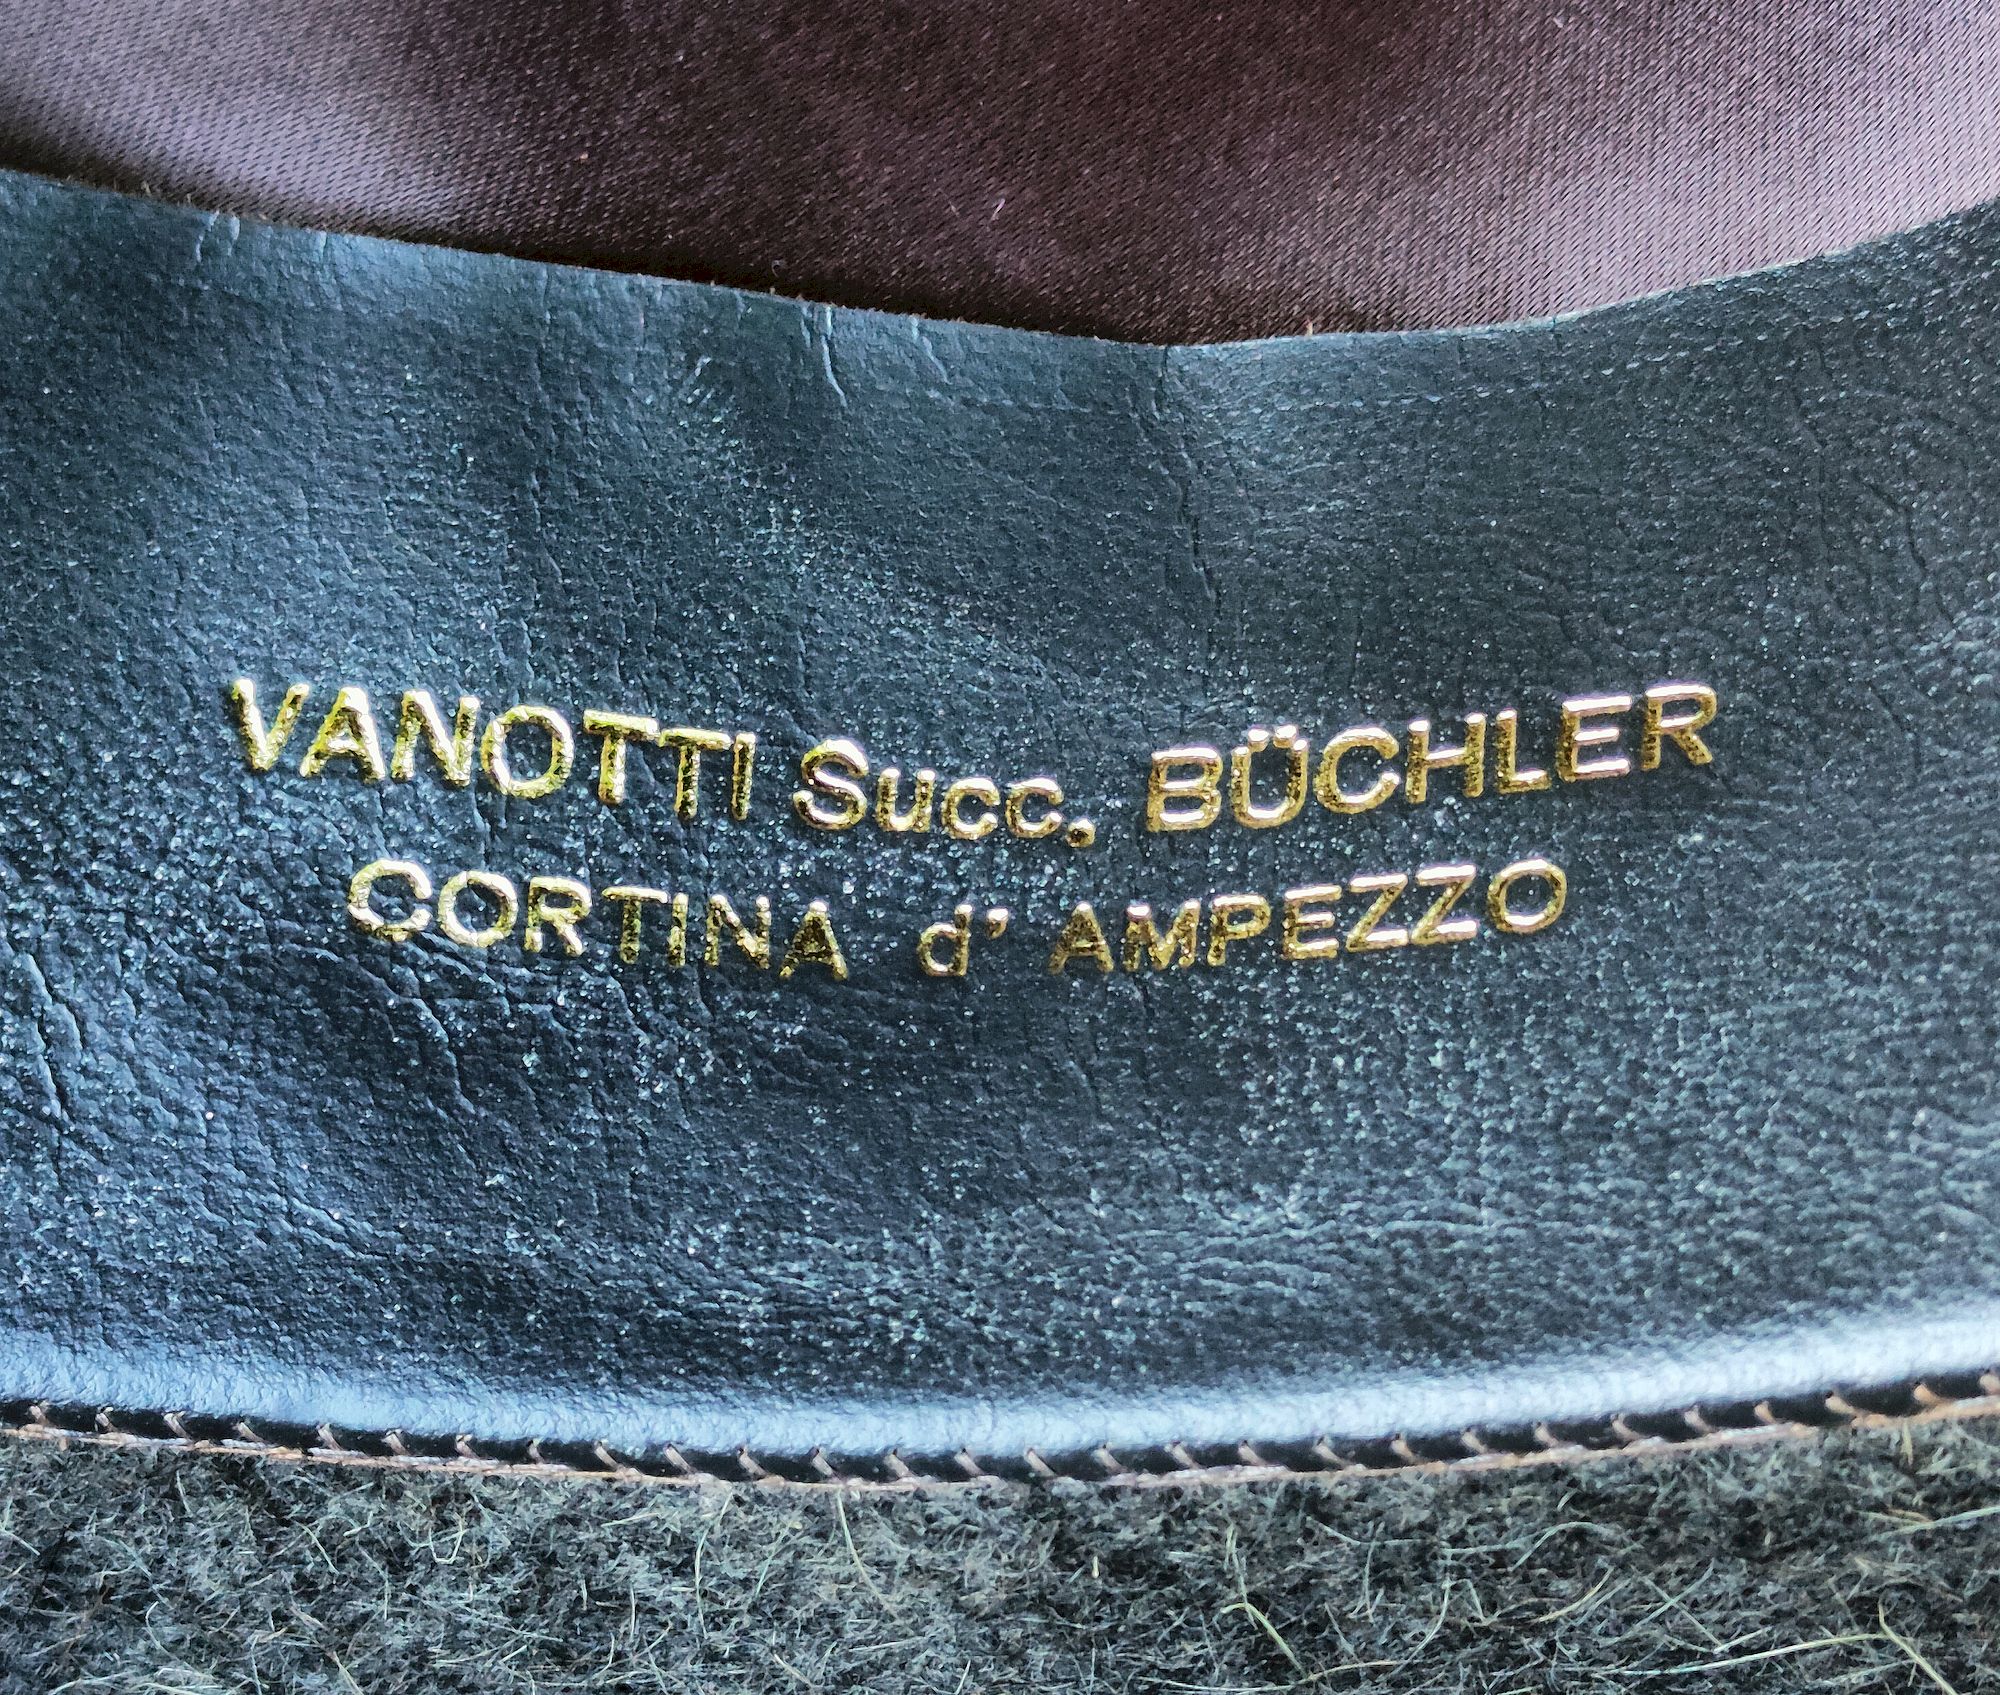 VANOTTI Succ. BÜCHLER
CORTINA d' AMPEZZO